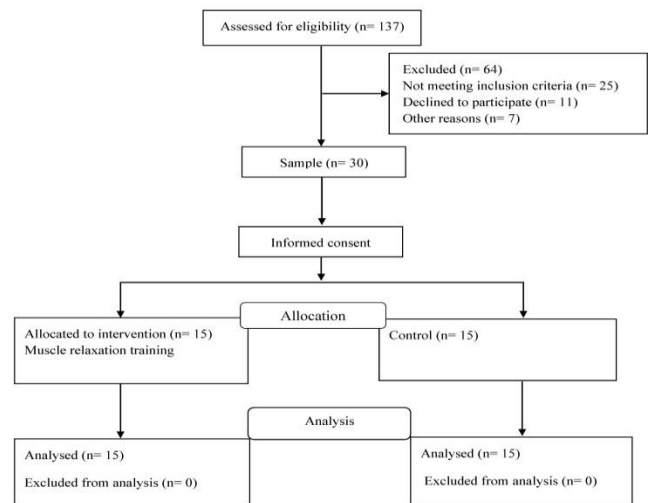 Assessed for eligibility (n= 137)
Excluded (n= 64)
Not meeting inclusion criteria (n= 25)
Declined to participate (n= 11)
Other reasons (n= 7)
Sample (n= 30)
Informed consent
Allocation
Allocated to intervention (n= 15)
Muscle relaxation training
Control (n= 15)
Analysis
Analysed (n= 15)
Excluded from analysis (n= 0)
Analysed (n= 15)
Excluded from analysis (n= 0)